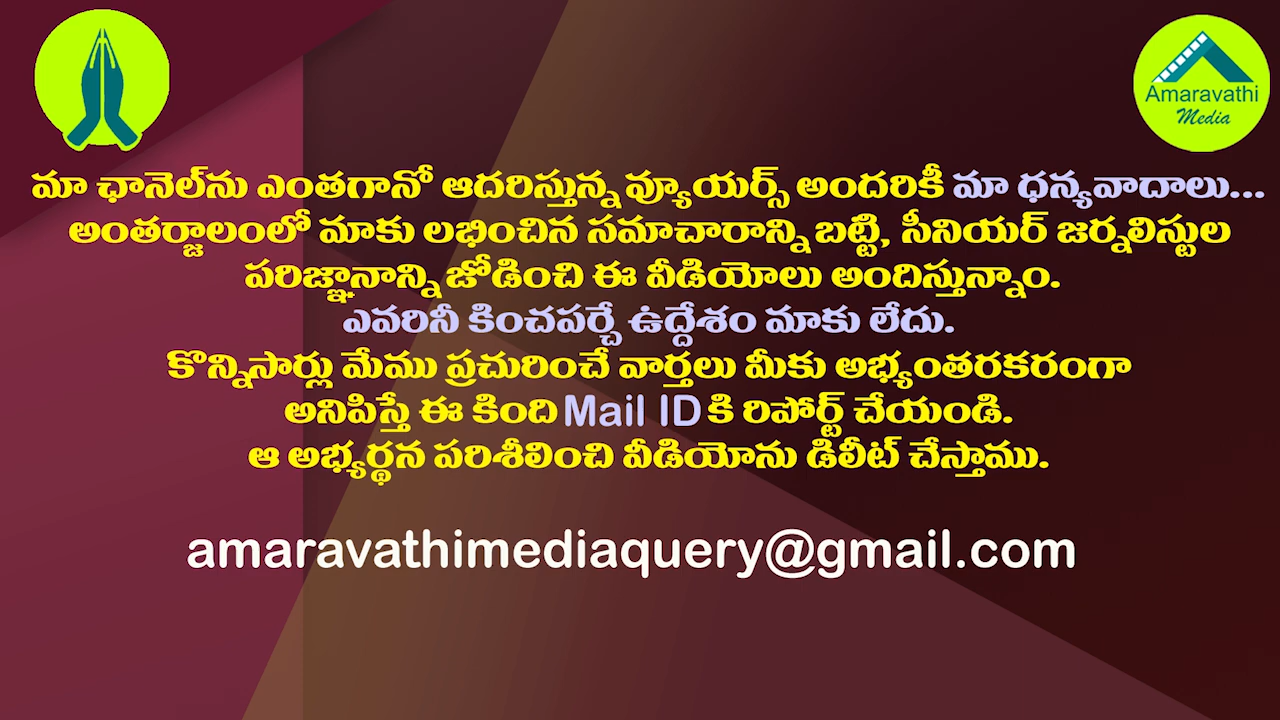 Amaravathi
Media
మా ఛానెల్‌ను ఎంతగానో ఆదరిస్తున్న వ్యూయర్స్ అందరికీ మా ధన్యవాదాలు...
అంతర్జాలంలో మాకు లభించిన సమాచారాన్ని బట్టి, సీనియర్ జర్నలిస్టుల
పరిజ్ఞానాన్ని జోడించి ఈ వీడియోలు అందిస్తున్నాం.
ఎవరినీ కించపర్చే ఉద్దేశం మాకు లేదు.
కొన్నిసార్లు మేము ప్రచురించే వార్తలు మీకు అభ్యంతరకరంగా
అనిపిస్తే ఈ కింది Mail ID కి రిపోర్ట్ చేయండి.
ఆ అభ్యర్థన పరిశీలించి వీడియోను డిలీట్ చేస్తాము.
amaravathimediaquery@gmail.com